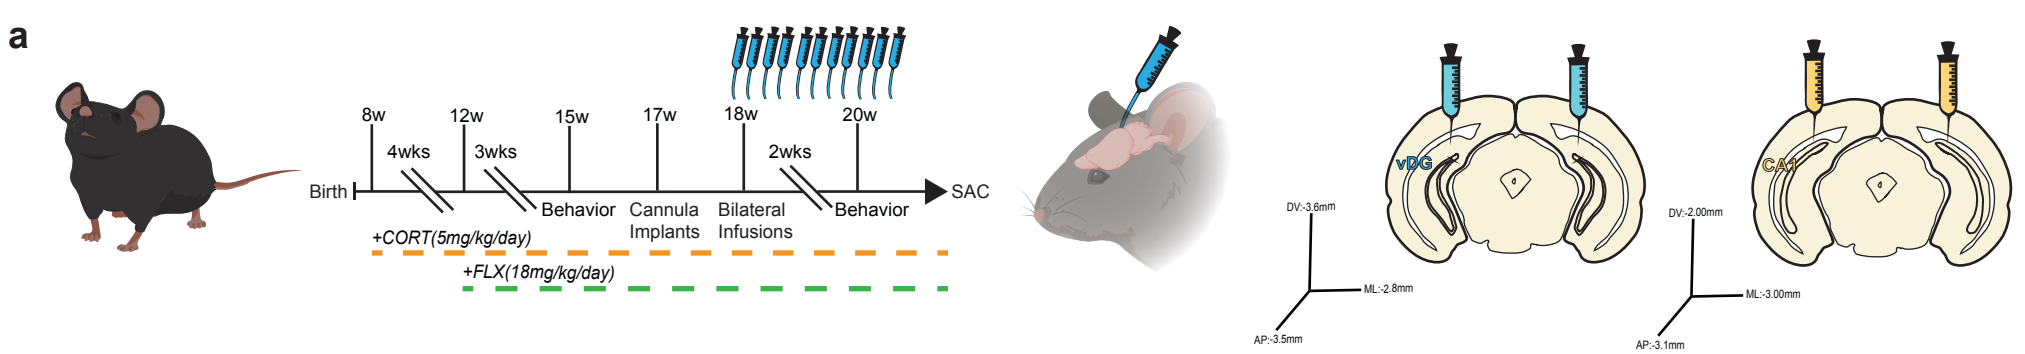 a
8w
12w
15w
17w
18w
20w
4wks
3wks
2wks
Birth
SAC
Behavior
Cannula
Implants
Bilateral
Infusions
Behavior
+CORT(5mg/kg/day)
+FLX(18mg/kg/day)
vDG
DV:-3.6mm
ML:-2.8mm
AP:-3.5mm
CA1
DV:-2.00mm
ML:-3.00mm
AP:-3.1mm